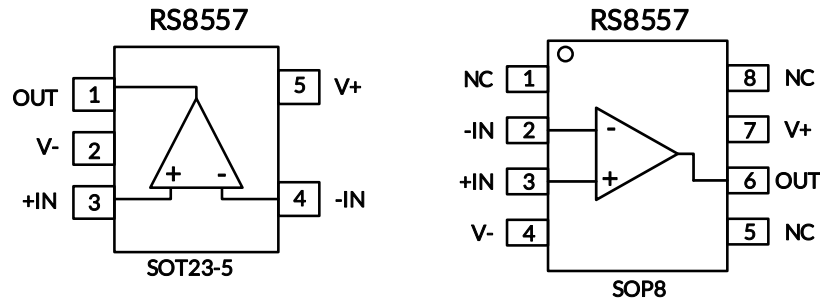 RS8557
OUT 1 5 V+
V- 2
+IN 3 + - 4 -IN
SOT23-5
RS8557
NC 1 8 NC
-IN 2 - 7 V+
+IN 3 + 6 OUT
V- 4 5 NC
SOP8